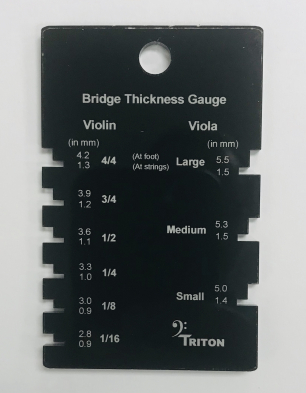 Bridge Thickness Gauge
Violin Viola
(in mm) (in mm)
4.2 4/4 (At foot) Large 5.5
1.3 (At strings) 1.5
3.9 3/4
1.2
3.6 1/2 Medium 5.3
1.1 1.5
3.3 1/4
1.0
3.0 1/8 Small 5.0
0.9 1.4
2.8 1/16
0.9
TRITON